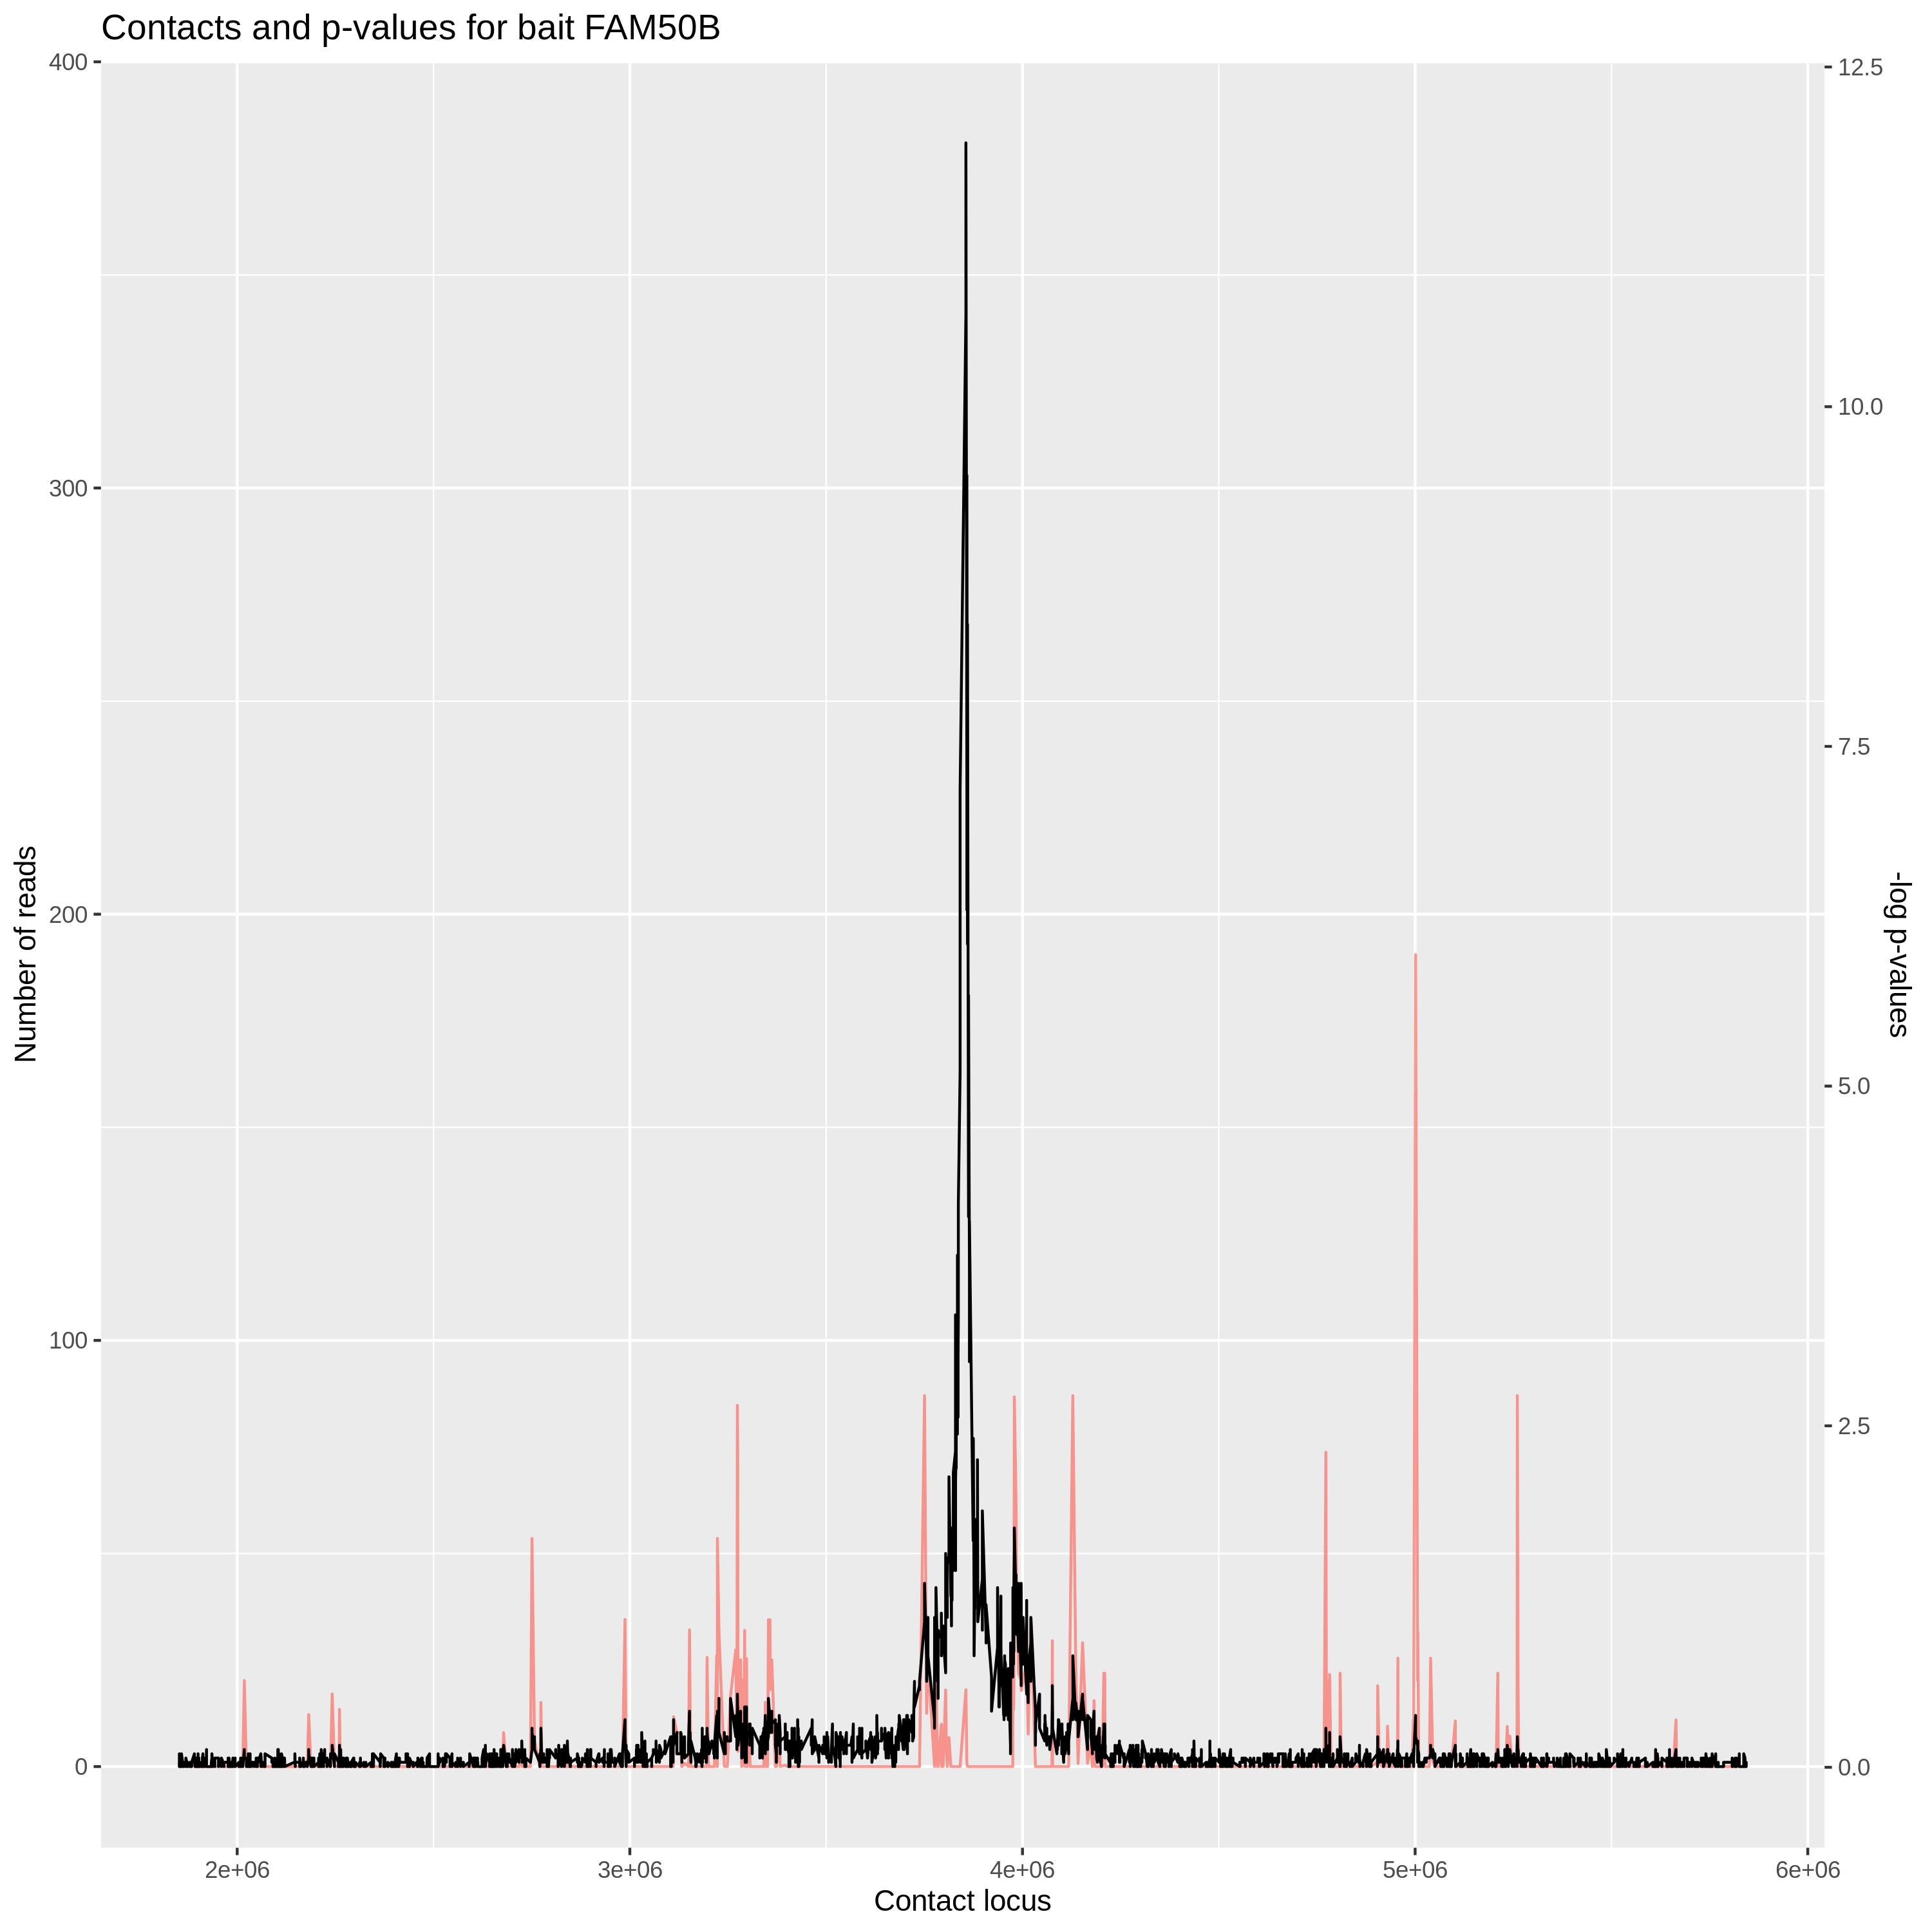 Contacts and p-values for bait FAM50B
400
300
200
100
0
Number of reads
12.5
10.0
7.5
5.0
2.5
0.0
-log p-values
2e+06
3e+06
4e+06
5e+06
6e+06
Contact locus